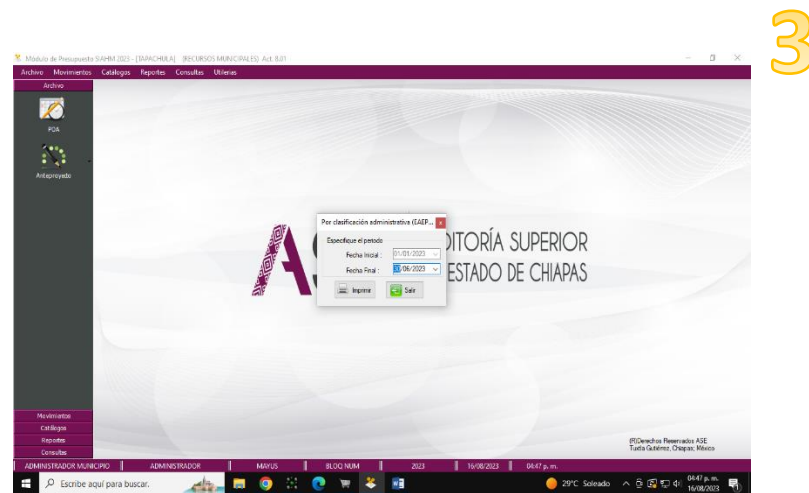 3
Módulo de Presupuesto SIAHM 2023 - [TAPACHULA] [RECURSOS MUNICIPALES] Act. 8.01
Archivo Movimientos Catálogos Reportes Consultas Utilerias
Archivo
POA
Anteproyecto
Por clasificación administrativa (EAEP...
Especifique el periodo
Fecha Inicial : 01/01/2023
Fecha Final : /06/2023
Imprimir Salir
AS
DITORÍA SUPERIOR
ESTADO DE CHIAPAS
Movimientos
Catálogos
Reportes
Consultas
(R)Derechos Reservados ASE
Tuxtla Gutiérrez, Chiapas; México
ADMINISTRADOR MUNICIPIO ADMINISTRADOR MAYUS BLOQ NUM 2023 16/08/2023 04:47 p. m.
Escribe aquí para buscar. 29°C Soleado 04:47 p. m.
16/08/2023